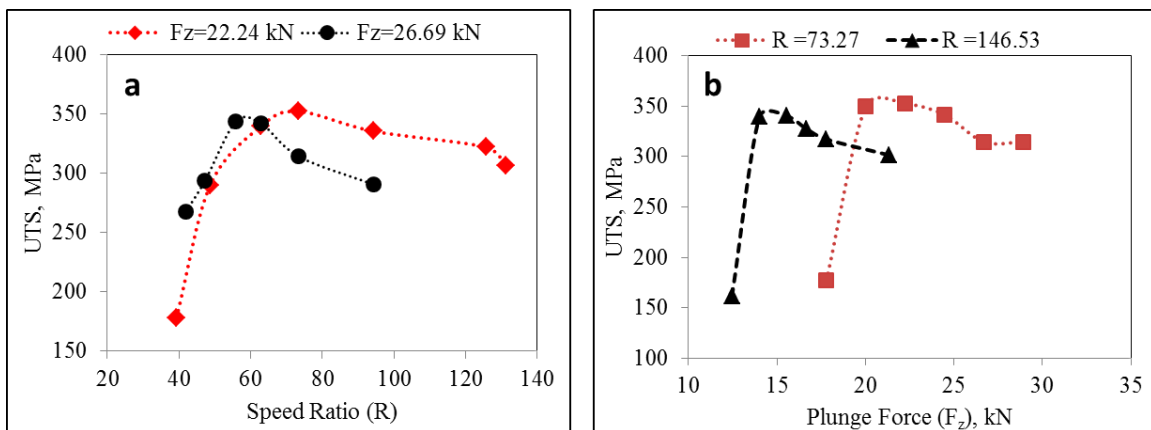 Fz=22.24 kN Fz=26.69 kN
a
400
350
300
250
200
150
UTS, MPa
20 40 60 80 100 120 140
Speed Ratio (R)
R =73.27 R =146.53
b
400
350
300
250
200
150
100
UTS, MPa
10 15 20 25 30 35
Plunge Force (Fz), kN